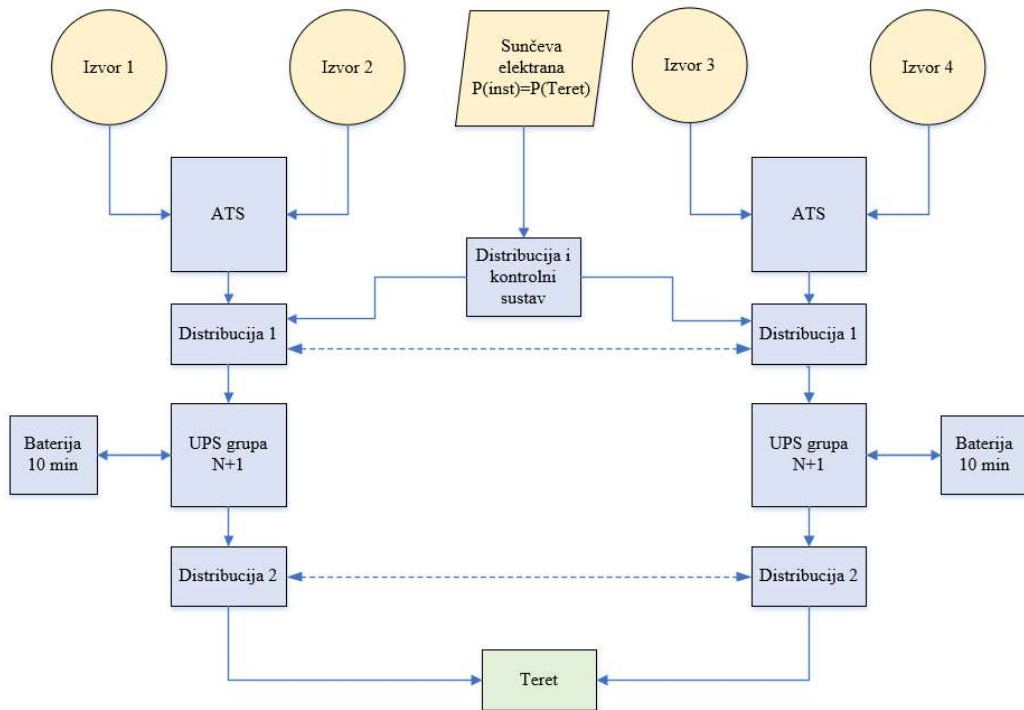 Izvor 1
Izvor 2
Sunčeva
elektrana
P(inst)=P(Teret)
Izvor 3
Izvor 4
ATS
ATS
Distribucija i
kontrolni
sustav
Distribucija 1
Distribucija 1
Baterija
10 min
UPS grupa
N+1
UPS grupa
N+1
Baterija
10 min
Distribucija 2
Distribucija 2
Teret